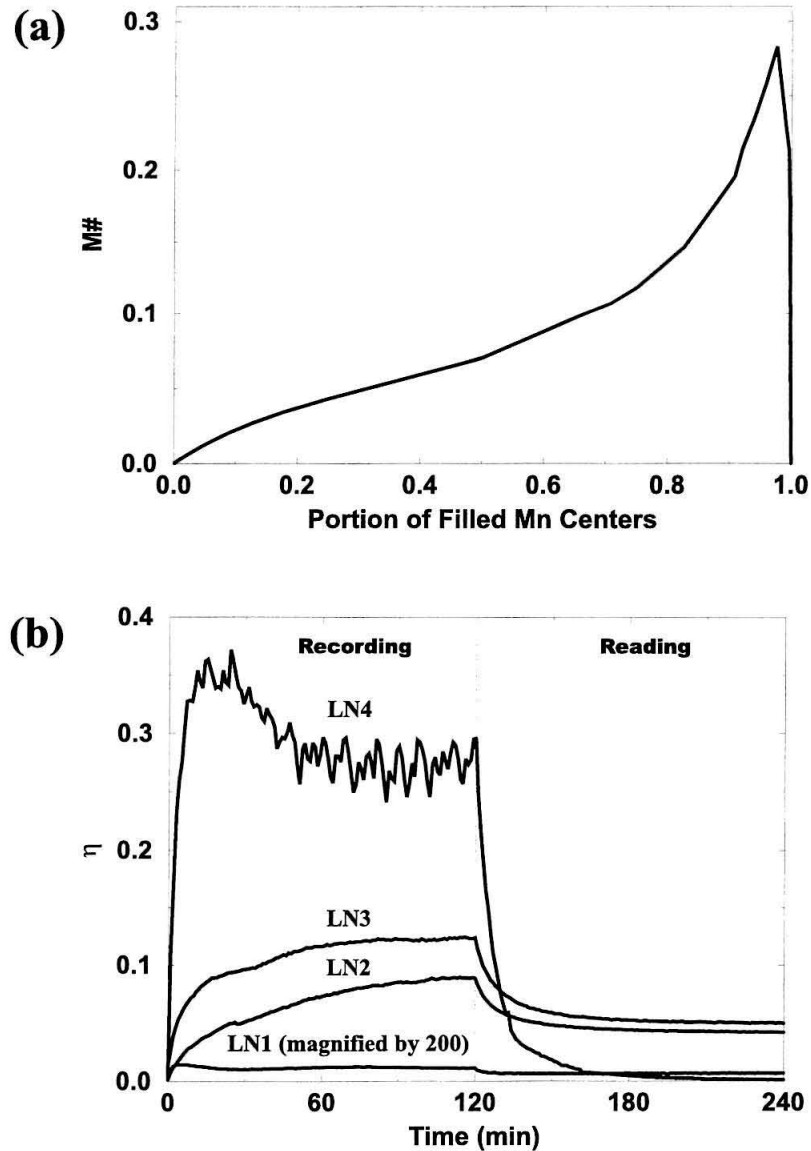 (a)
0.3
0.2
0.1
0.0
M#
0.0 0.2 0.4 0.6 0.8 1.0
Portion of Filled Mn Centers
(b)
0.4
0.3
0.2
0.1
0.0
η
Recording
Reading
LN4
LN3
LN2
LN1 (magnified by 200)
0 60 120 180 240
Time (min)